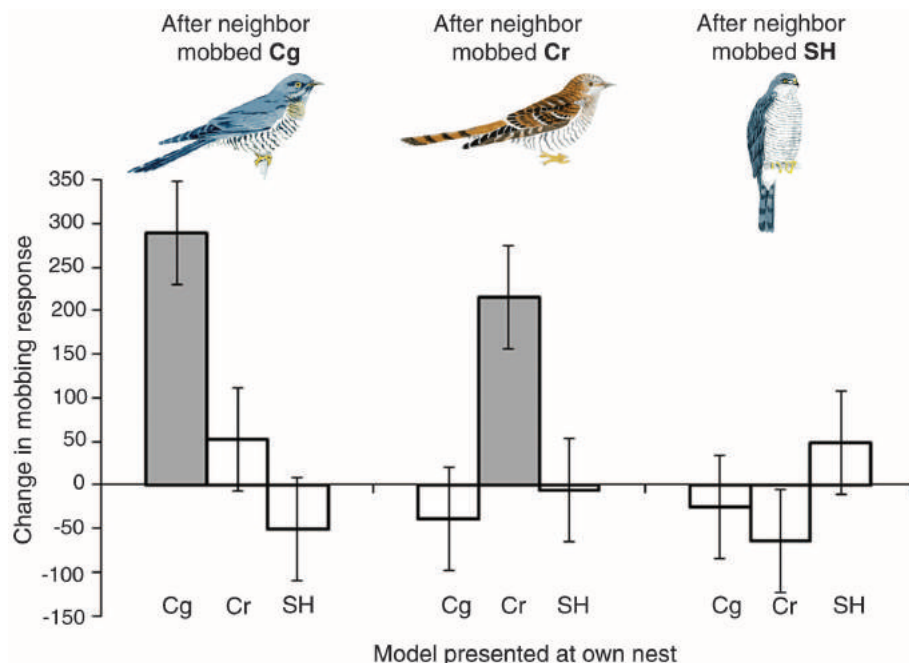 After neighbor
mobbed Cg
After neighbor
mobbed Cr
After neighbor
mobbed SH
Change in mobbing response
350
300
250
200
150
100
50
0
-50
-100
-150
Cg Cr SH
Cg Cr SH
Cg Cr SH
Model presented at own nest